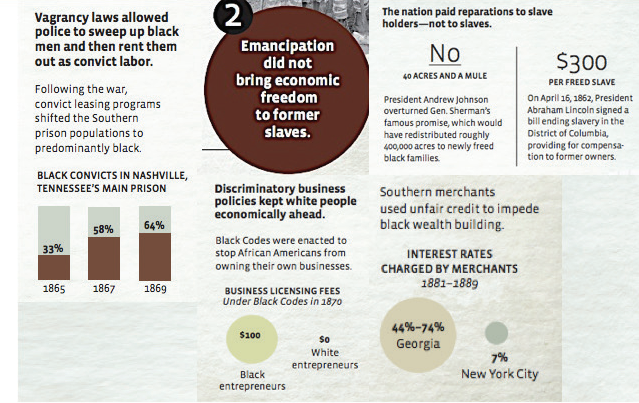 Vagrancy laws allowed
police to sweep up black
men and then rent them
out as convict labor.
Following the war,
convict leasing programs
shifted the Southern
prison populations to
predominantly black.
BLACK CONVICTS IN NASHVILLE,
TENNESSEE'S MAIN PRISON
33%
58%
64%
1865
1867
1869
2
Emancipation
did not
bring economic
freedom
to former
slaves.
The nation paid reparations to slave
holders—not to slaves.
No
40 ACRES AND A MULE
President Andrew Johnson
overturned Gen. Sherman's
famous promise, which would
have redistributed roughly
400,000 acres to newly freed
black families.
$300
PER FREED SLAVE
On April 16, 1862, President
Abraham Lincoln signed a
bill ending slavery in the
District of Columbia,
providing for compensa-
tion to former owners.
Discriminatory business
policies kept white people
economically ahead.
Black Codes were enacted to
stop African Americans from
owning their own businesses.
BUSINESS LICENSING FEES
Under Black Codes in 1870
$100
Black
entrepreneurs
$0
White
entrepreneurs
Southern merchants
used unfair credit to impede
black wealth building.
INTEREST RATES
CHARGED BY MERCHANTS
1881–1889
44%–74%
Georgia
7%
New York City